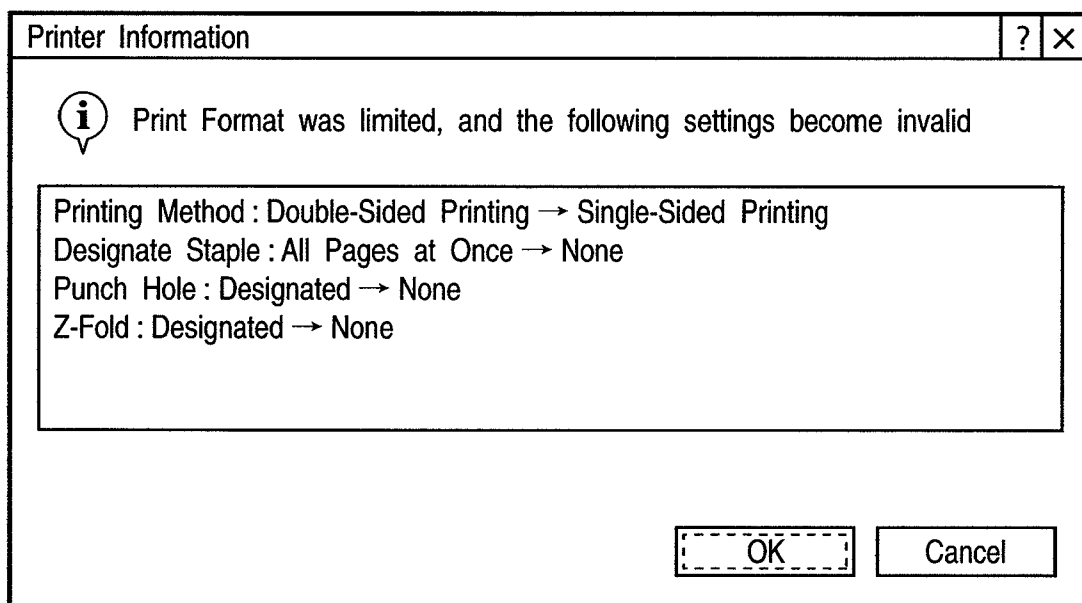 Printer Information ? ×
i Print Format was limited, and the following settings become invalid
Printing Method : Double-Sided Printing → Single-Sided Printing
Designate Staple : All Pages at Once → None
Punch Hole : Designated → None
Z-Fold : Designated → None
OK Cancel